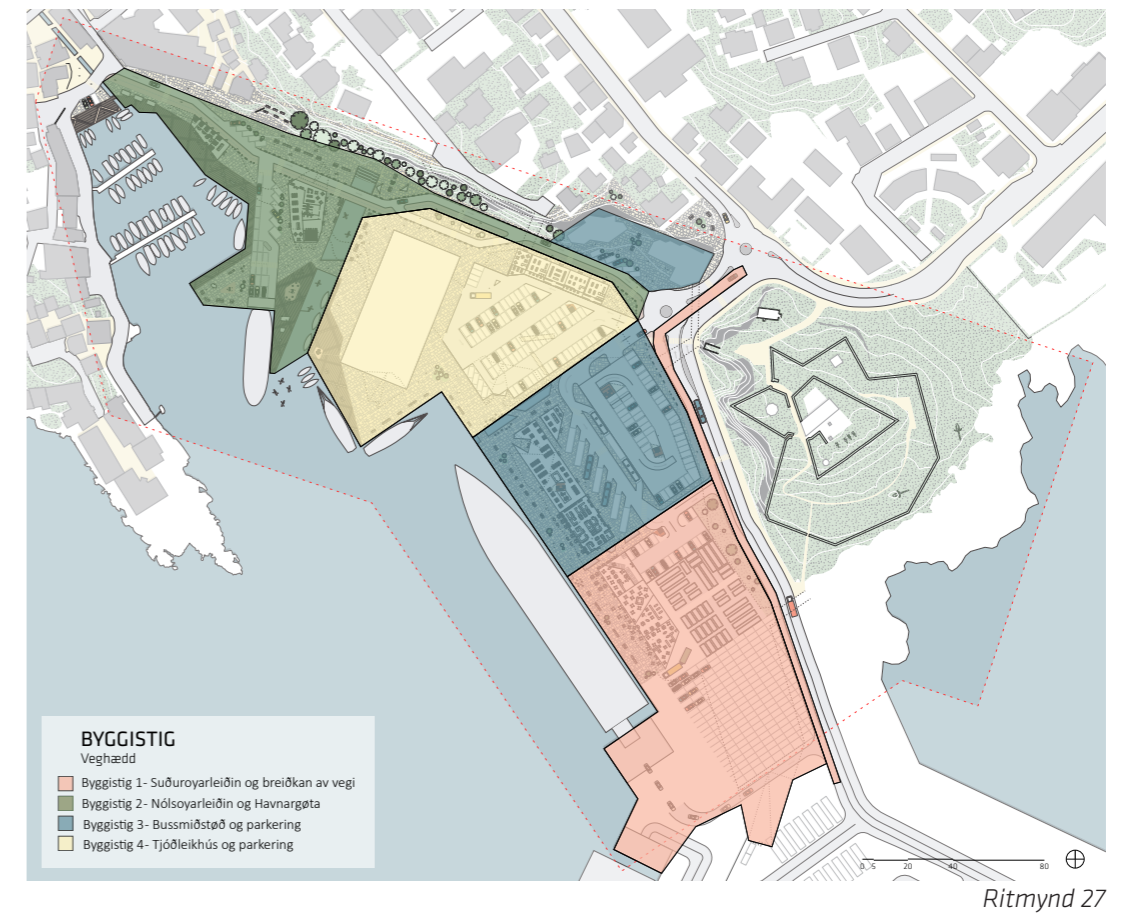 BYGGISTIG
Veghædd
Byggistig 1- Suðuroyarleiðin og breiðkan av vegi
Byggistig 2- Nólsoyarleiðin og Havnargøta
Byggistig 3- Bussmiðstøð og parkering
Byggistig 4- Tjóðleikhús og parkering
0 5 20 40 80
Ritmynd 27